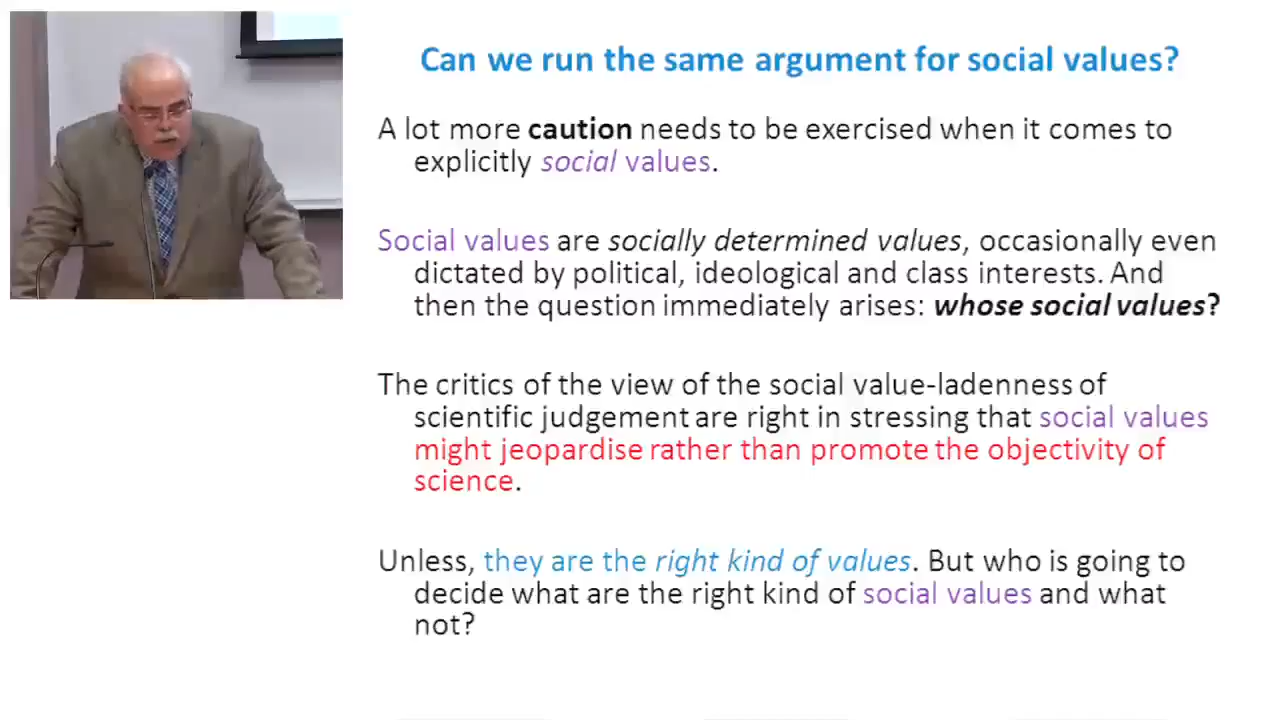 Can we run the same argument for social values?
A lot more caution needs to be exercised when it comes to
explicitly social values.
Social values are socially determined values, occasionally even
dictated by political, ideological and class interests. And
then the question immediately arises: whose social values?
The critics of the view of the social value-ladenness of
scientific judgement are right in stressing that social values
might jeopardise rather than promote the objectivity of
science.
Unless, they are the right kind of values. But who is going to
decide what are the right kind of social values and what
not?